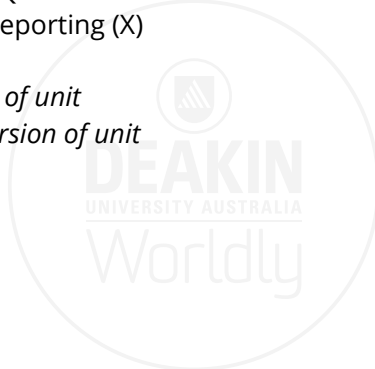 eporting (X)
of unit
rsion of unit
DEAKIN
UNIVERSITY AUSTRALIA
Worldly